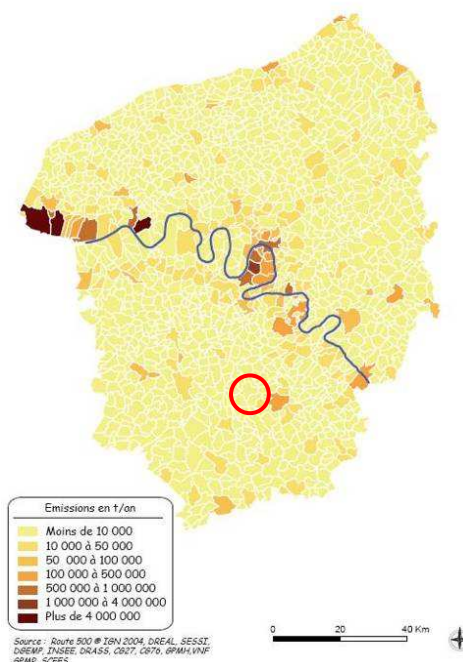 Emissions en t/an
Moins de 10 000
10 000 à 50 000
50 000 à 100 000
100 000 à 500 000
500 000 à 1 000 000
1 000 000 à 4 000 000
Plus de 4 000 000
Source : Route 500 ® IGN 2004, DREAL, SESSI,
DGEMP, INSEE, DRASS, CG27, CG76, GPMH,VNF
GPMR, SCEES
0 20 40 Km